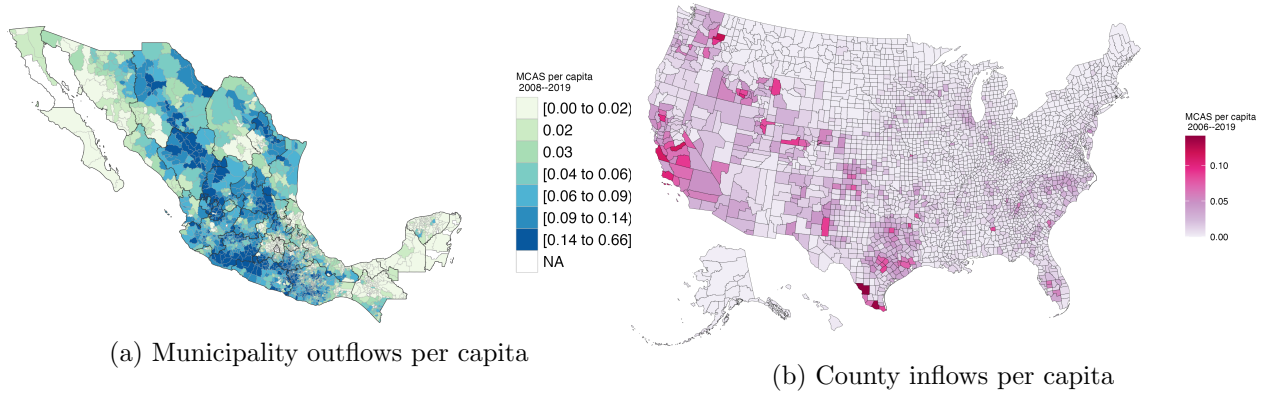 MCAS per capita
2008--2019
[0.00 to 0.02)
0.02
0.03
[0.04 to 0.06)
[0.06 to 0.09)
[0.09 to 0.14)
[0.14 to 0.66]
NA
(a) Municipality outflows per capita
MCAS per capita
2006--2019
0.10
0.05
0.00
(b) County inflows per capita